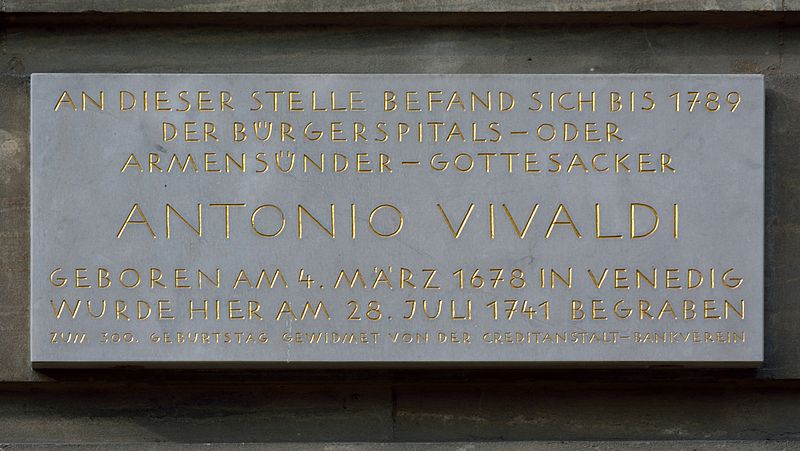 AN DIESER STELLE BEFAND SICH BIS 1789
DER BÜRGERSPITALS – ODER
ARMENSÜNDER – GOTTESACKER
ANTONIO VIVALDI
GEBOREN AM 4. MÄRZ 1678 IN VENEDIG
WURDE HIER AM 28. JULI 1741 BEGRABEN
ZUM 300. GEBURTSTAG GEWIDMET VON DER CREDITANSTALT – BANKVEREIN